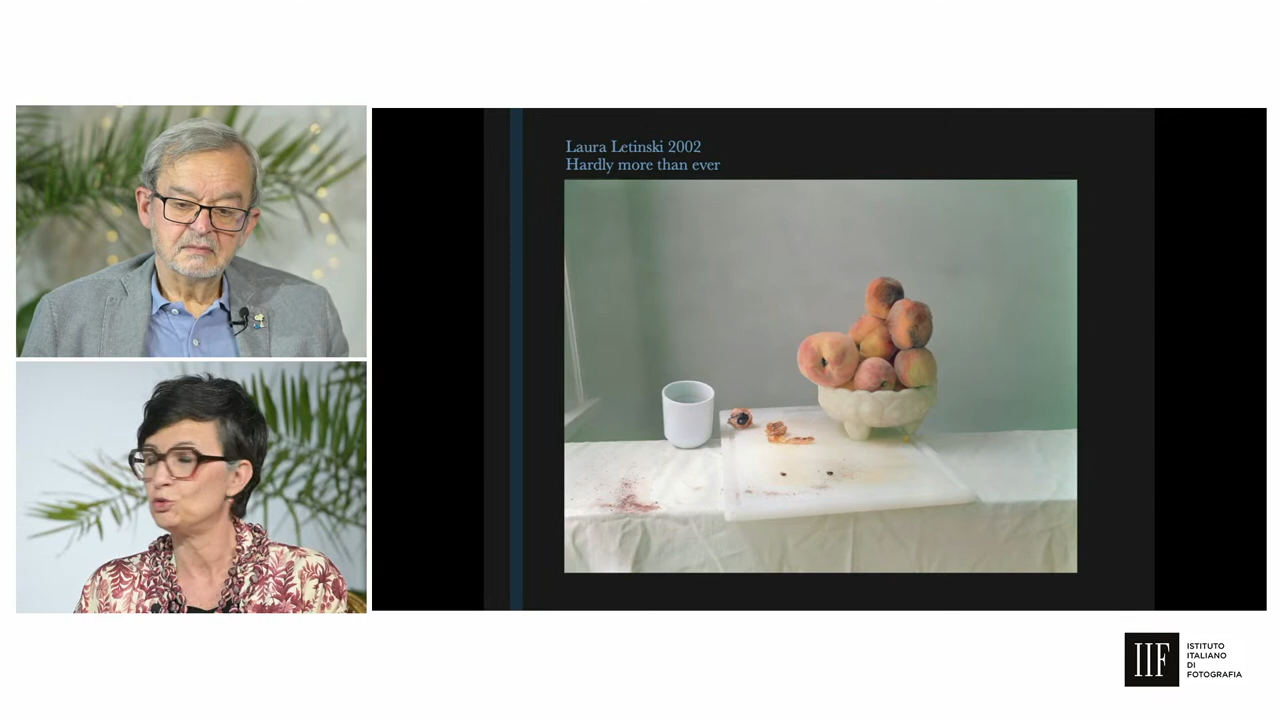 Laura Letinski 2002
Hardly more than ever
IIF
ISTITUTO
ITALIANO
DI
FOTOGRAFIA